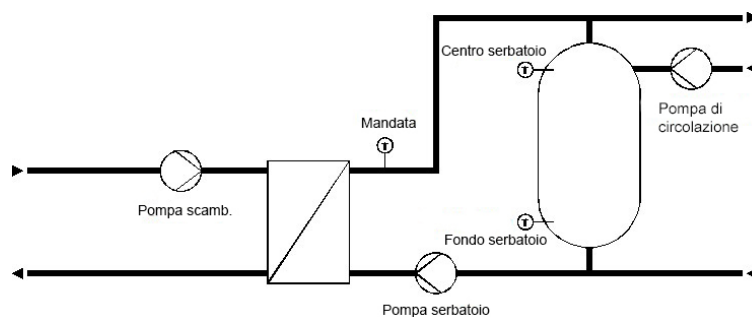 Centro serbatoio
T
Pompa di
circolazione
Mandata
T
Pompa scamb.
T
Fondo serbatoio
Pompa serbatoio